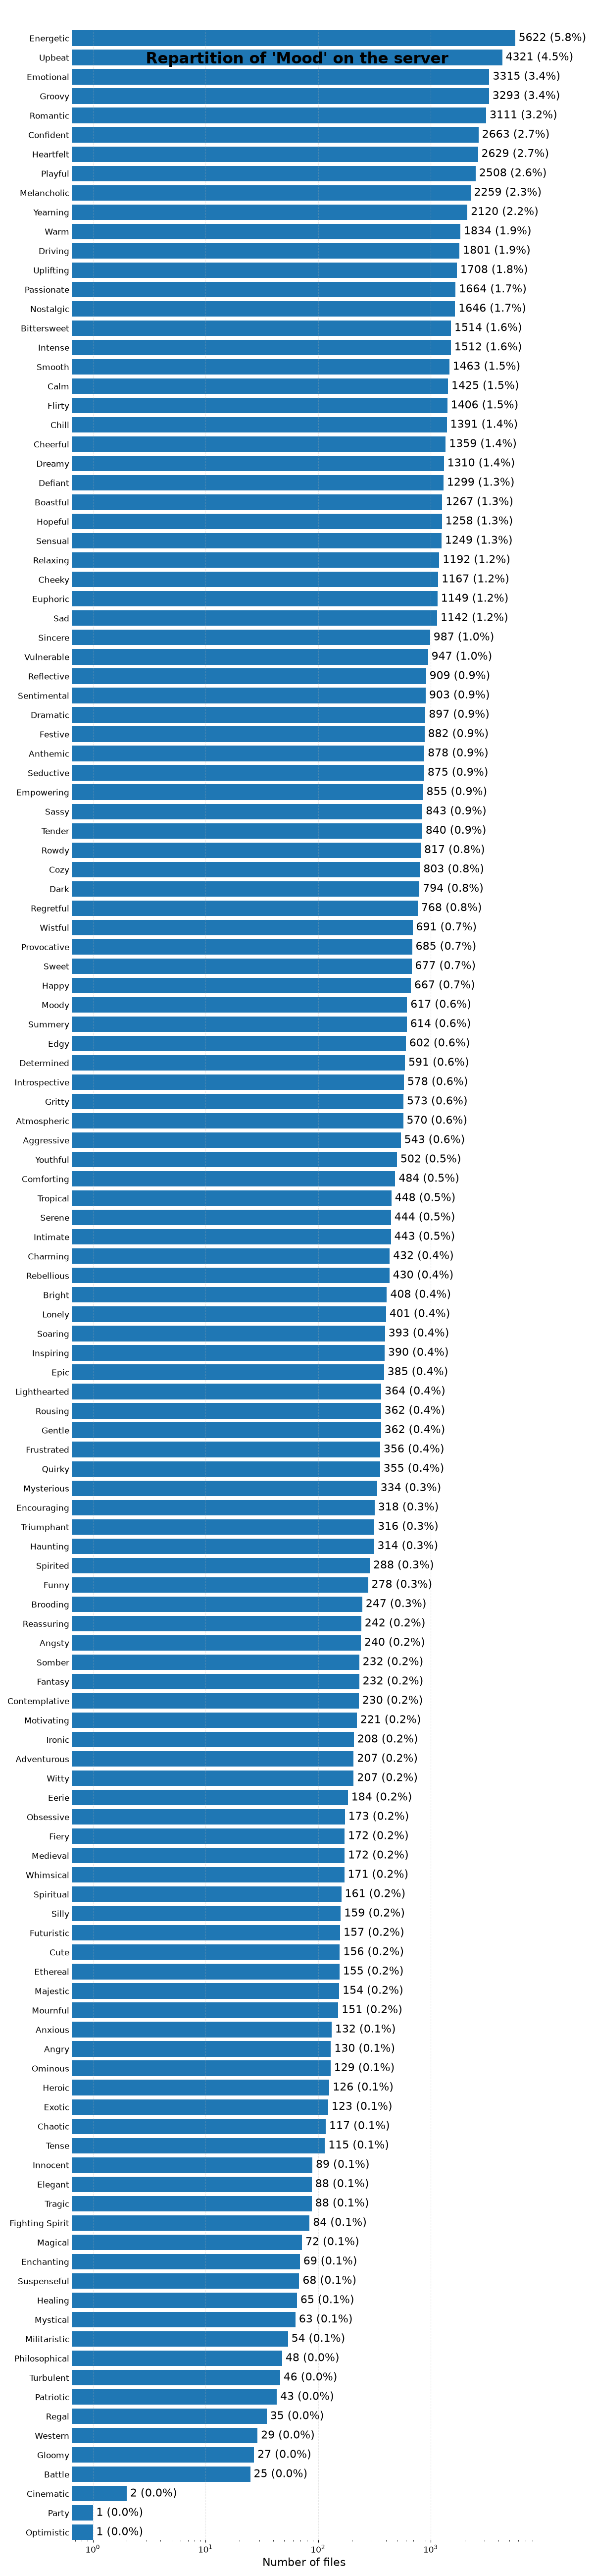 Repartition of 'Mood' on the server
Energetic 5622 (5.8%)
Upbeat 4321 (4.5%)
Emotional 3315 (3.4%)
Groovy 3293 (3.4%)
Romantic 3111 (3.2%)
Confident 2663 (2.7%)
Heartfelt 2629 (2.7%)
Playful 2508 (2.6%)
Melancholic 2259 (2.3%)
Yearning 2120 (2.2%)
Warm 1834 (1.9%)
Driving 1801 (1.9%)
Uplifting 1708 (1.8%)
Passionate 1664 (1.7%)
Nostalgic 1646 (1.7%)
Bittersweet 1514 (1.6%)
Intense 1512 (1.6%)
Smooth 1463 (1.5%)
Calm 1425 (1.5%)
Flirty 1406 (1.5%)
Chill 1391 (1.4%)
Cheerful 1359 (1.4%)
Dreamy 1310 (1.4%)
Defiant 1299 (1.3%)
Boastful 1267 (1.3%)
Hopeful 1258 (1.3%)
Sensual 1249 (1.3%)
Relaxing 1192 (1.2%)
Cheeky 1167 (1.2%)
Euphoric 1149 (1.2%)
Sad 1142 (1.2%)
Sincere 987 (1.0%)
Vulnerable 947 (1.0%)
Reflective 909 (0.9%)
Sentimental 903 (0.9%)
Dramatic 897 (0.9%)
Festive 882 (0.9%)
Anthemic 878 (0.9%)
Seductive 875 (0.9%)
Empowering 855 (0.9%)
Sassy 843 (0.9%)
Tender 840 (0.9%)
Rowdy 817 (0.8%)
Cozy 803 (0.8%)
Dark 794 (0.8%)
Regretful 768 (0.8%)
Wistful 691 (0.7%)
Provocative 685 (0.7%)
Sweet 677 (0.7%)
Happy 667 (0.7%)
Moody 617 (0.6%)
Summery 614 (0.6%)
Edgy 602 (0.6%)
Determined 591 (0.6%)
Introspective 578 (0.6%)
Gritty 573 (0.6%)
Atmospheric 570 (0.6%)
Aggressive 543 (0.6%)
Youthful 502 (0.5%)
Comforting 484 (0.5%)
Tropical 448 (0.5%)
Serene 444 (0.5%)
Intimate 443 (0.5%)
Charming 432 (0.4%)
Rebellious 430 (0.4%)
Bright 408 (0.4%)
Lonely 401 (0.4%)
Soaring 393 (0.4%)
Inspiring 390 (0.4%)
Epic 385 (0.4%)
Lighthearted 364 (0.4%)
Rousing 362 (0.4%)
Gentle 362 (0.4%)
Frustrated 356 (0.4%)
Quirky 355 (0.4%)
Mysterious 334 (0.3%)
Encouraging 318 (0.3%)
Triumphant 316 (0.3%)
Haunting 314 (0.3%)
Spirited 288 (0.3%)
Funny 278 (0.3%)
Brooding 247 (0.3%)
Reassuring 242 (0.2%)
Angsty 240 (0.2%)
Somber 232 (0.2%)
Fantasy 232 (0.2%)
Contemplative 230 (0.2%)
Motivating 221 (0.2%)
Ironic 208 (0.2%)
Adventurous 207 (0.2%)
Witty 207 (0.2%)
Eerie 184 (0.2%)
Obsessive 173 (0.2%)
Fiery 172 (0.2%)
Medieval 172 (0.2%)
Whimsical 171 (0.2%)
Spiritual 161 (0.2%)
Silly 159 (0.2%)
Futuristic 157 (0.2%)
Cute 156 (0.2%)
Ethereal 155 (0.2%)
Majestic 154 (0.2%)
Mournful 151 (0.2%)
Anxious 132 (0.1%)
Angry 130 (0.1%)
Ominous 129 (0.1%)
Heroic 126 (0.1%)
Exotic 123 (0.1%)
Chaotic 117 (0.1%)
Tense 115 (0.1%)
Innocent 89 (0.1%)
Elegant 88 (0.1%)
Tragic 88 (0.1%)
Fighting Spirit 84 (0.1%)
Magical 72 (0.1%)
Enchanting 69 (0.1%)
Suspenseful 68 (0.1%)
Healing 65 (0.1%)
Mystical 63 (0.1%)
Militaristic 54 (0.1%)
Philosophical 48 (0.0%)
Turbulent 46 (0.0%)
Patriotic 43 (0.0%)
Regal 35 (0.0%)
Western 29 (0.0%)
Gloomy 27 (0.0%)
Battle 25 (0.0%)
Cinematic 2 (0.0%)
Party 1 (0.0%)
Optimistic 1 (0.0%)
10⁰ 10¹ 10² 10³
Number of files